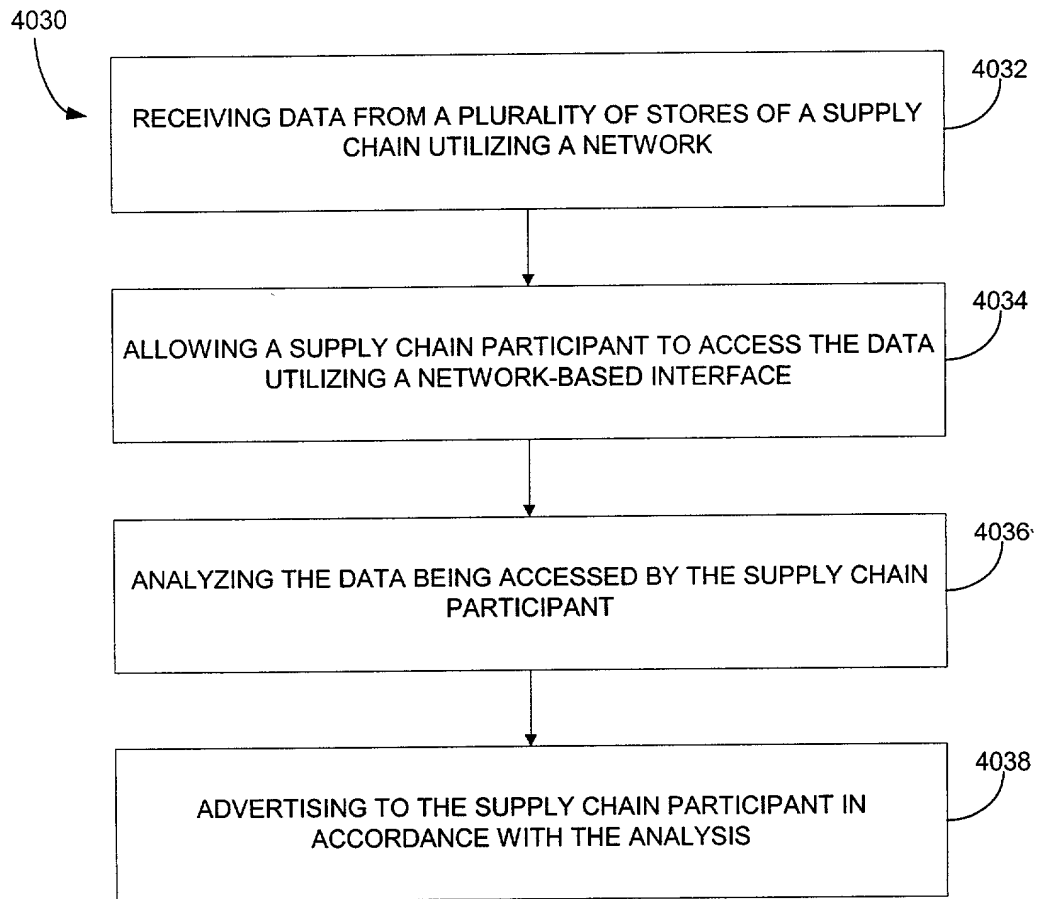 4030
4032
RECEIVING DATA FROM A PLURALITY OF STORES OF A SUPPLY
CHAIN UTILIZING A NETWORK
4034
ALLOWING A SUPPLY CHAIN PARTICIPANT TO ACCESS THE DATA
UTILIZING A NETWORK-BASED INTERFACE
4036
ANALYZING THE DATA BEING ACCESSED BY THE SUPPLY CHAIN
PARTICIPANT
4038
ADVERTISING TO THE SUPPLY CHAIN PARTICIPANT IN
ACCORDANCE WITH THE ANALYSIS